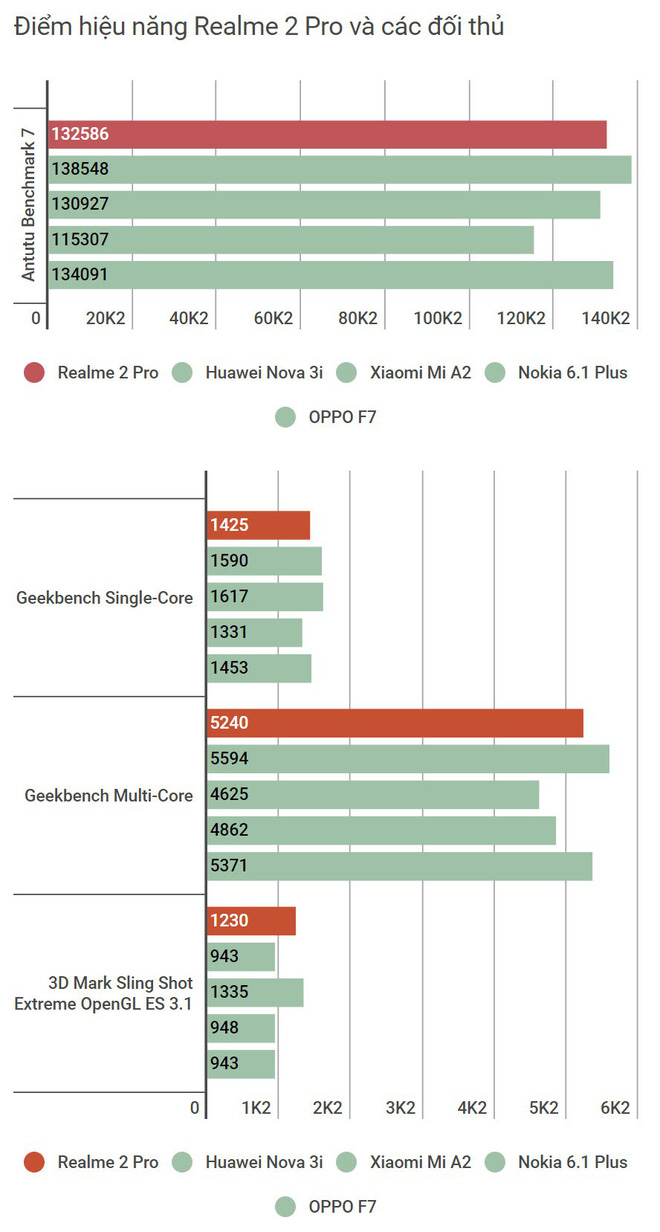 Điểm hiệu năng Realme 2 Pro và các đối thủ
Antutu Benchmark 7
132586
138548
130927
115307
134091
0 20K2 40K2 60K2 80K2 100K2 120K2 140K2
Realme 2 Pro Huawei Nova 3i Xiaomi Mi A2 Nokia 6.1 Plus
OPPO F7
Geekbench Single-Core
1425
1590
1617
1331
1453
Geekbench Multi-Core
5240
5594
4625
4862
5371
3D Mark Sling Shot
Extreme OpenGL ES 3.1
1230
943
1335
948
943
0 1K2 2K2 3K2 4K2 5K2 6K2
Realme 2 Pro Huawei Nova 3i Xiaomi Mi A2 Nokia 6.1 Plus
OPPO F7